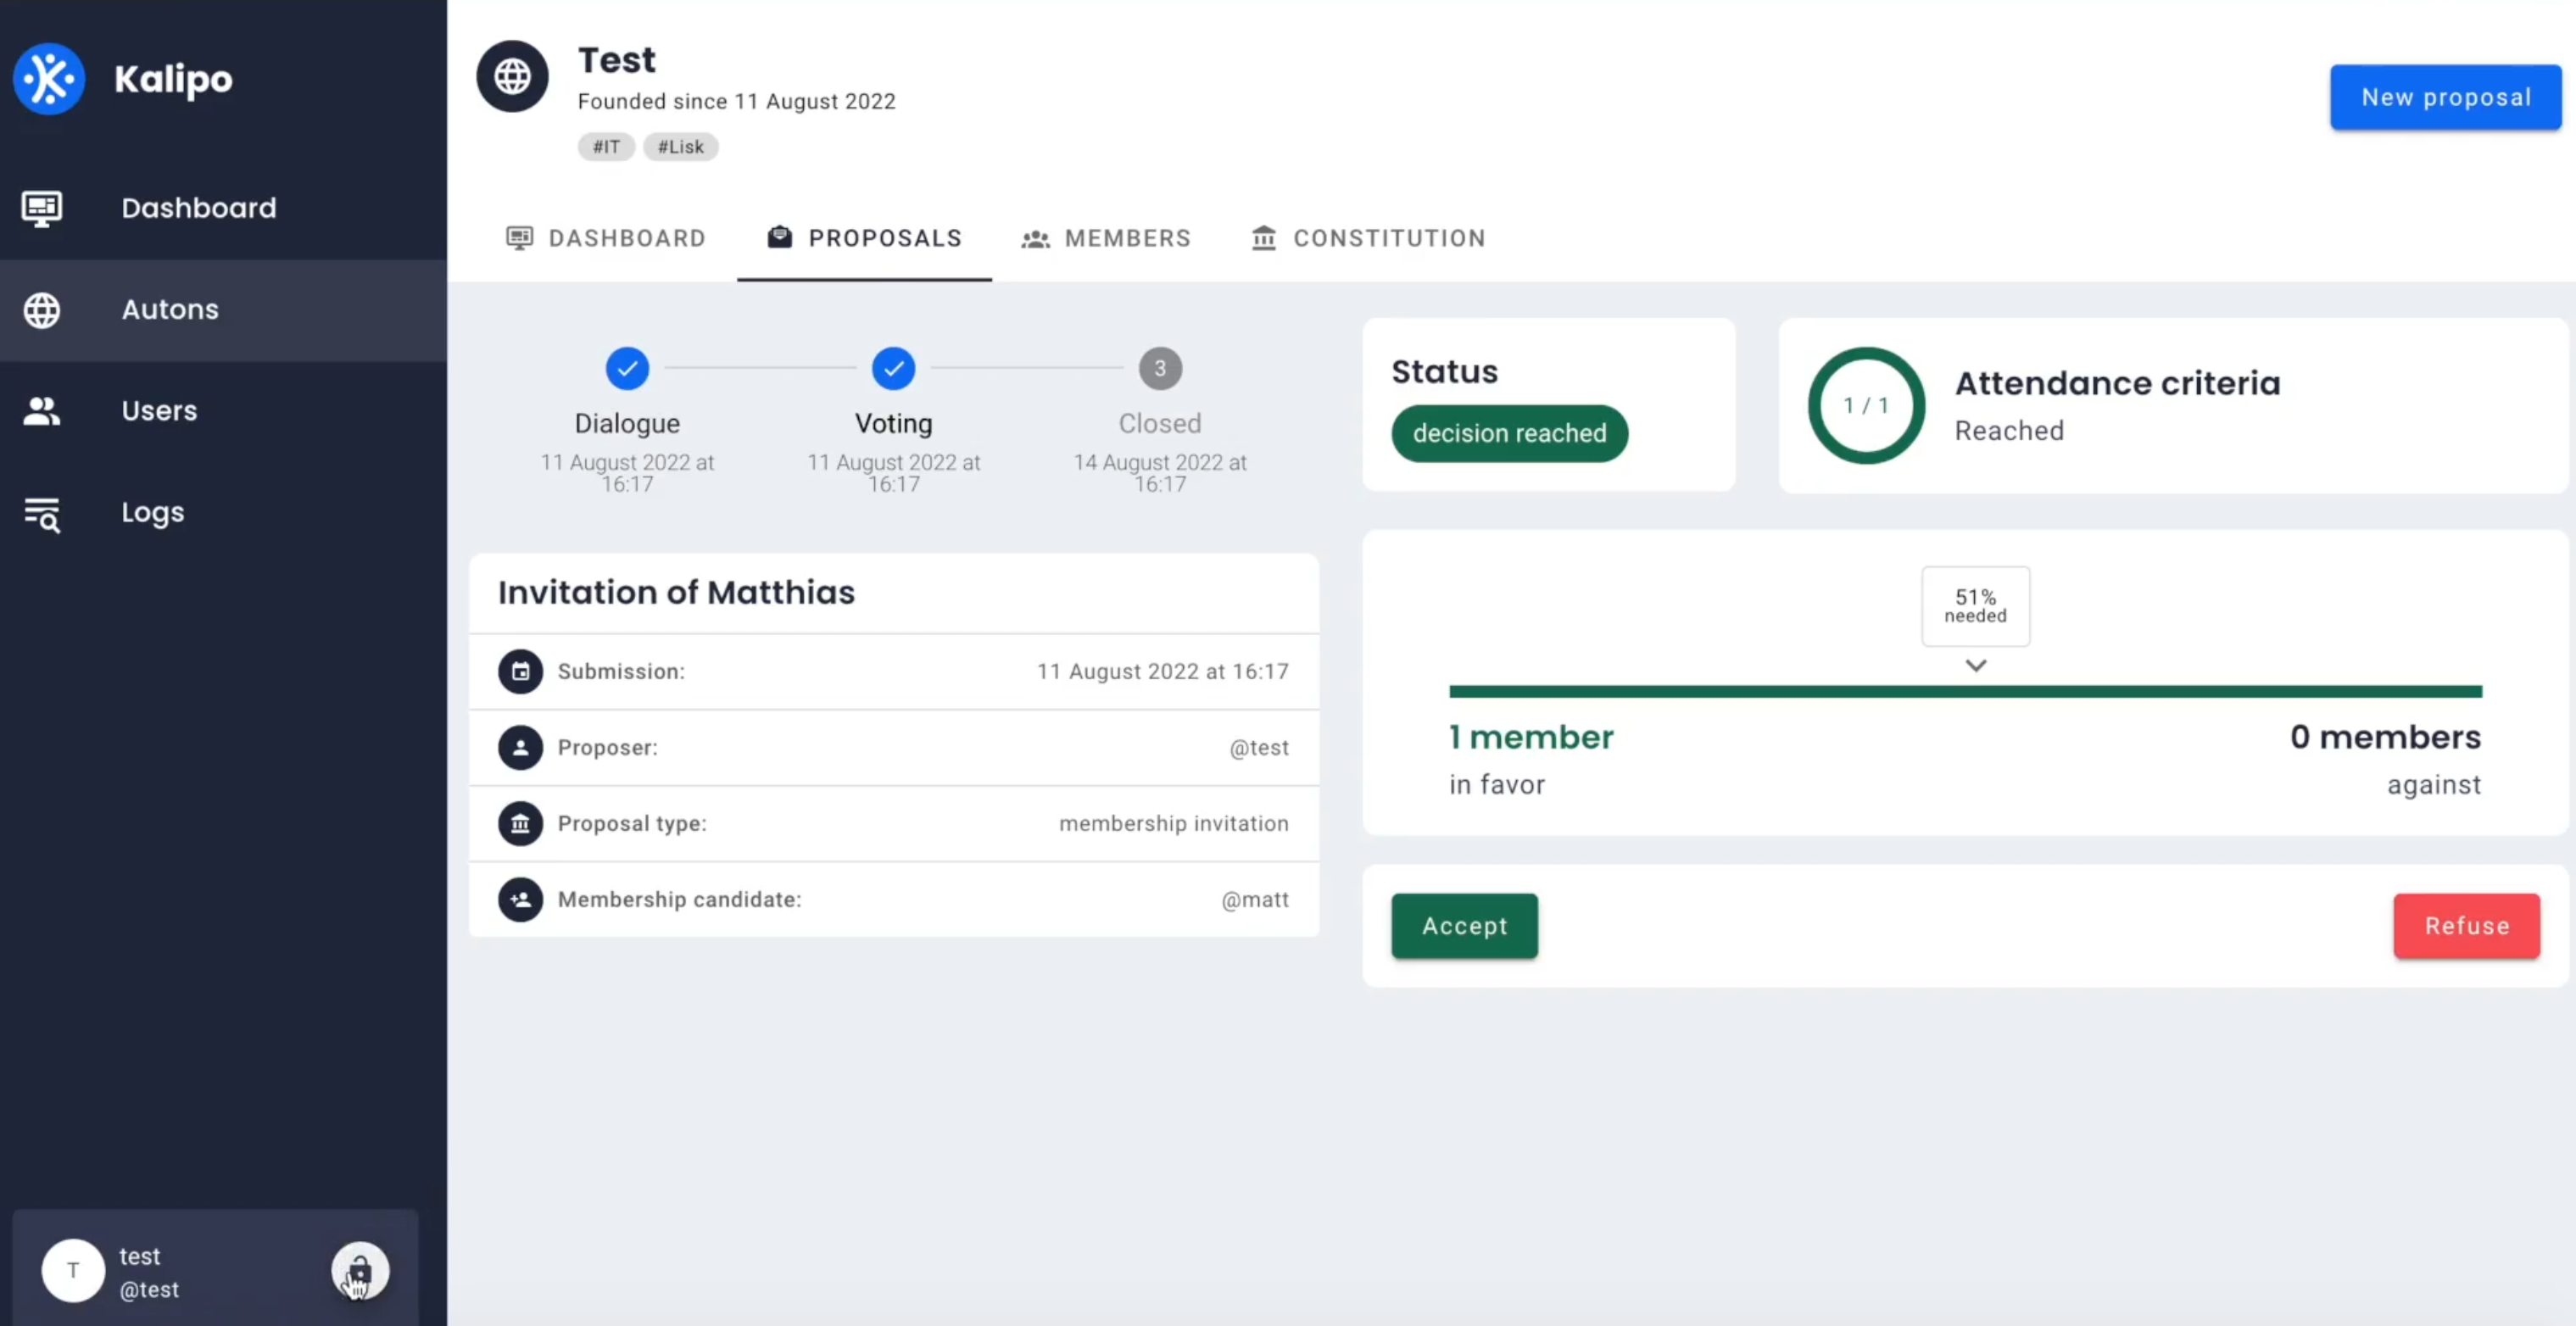 Kalipo
Dashboard
Autons
Users
Logs
T
test
@test
Test
Founded since 11 August 2022
#IT #Lisk
New proposal
DASHBOARD PROPOSALS MEMBERS CONSTITUTION
3
Dialogue
11 August 2022 at
16:17
Voting
11 August 2022 at
16:17
Closed
14 August 2022 at
16:17
Invitation of Matthias
Submission: 11 August 2022 at 16:17
Proposer: @test
Proposal type: membership invitation
Membership candidate: @matt
Status
decision reached
1 / 1
Attendance criteria
Reached
51%
needed
1 member
in favor
0 members
against
Accept
Refuse